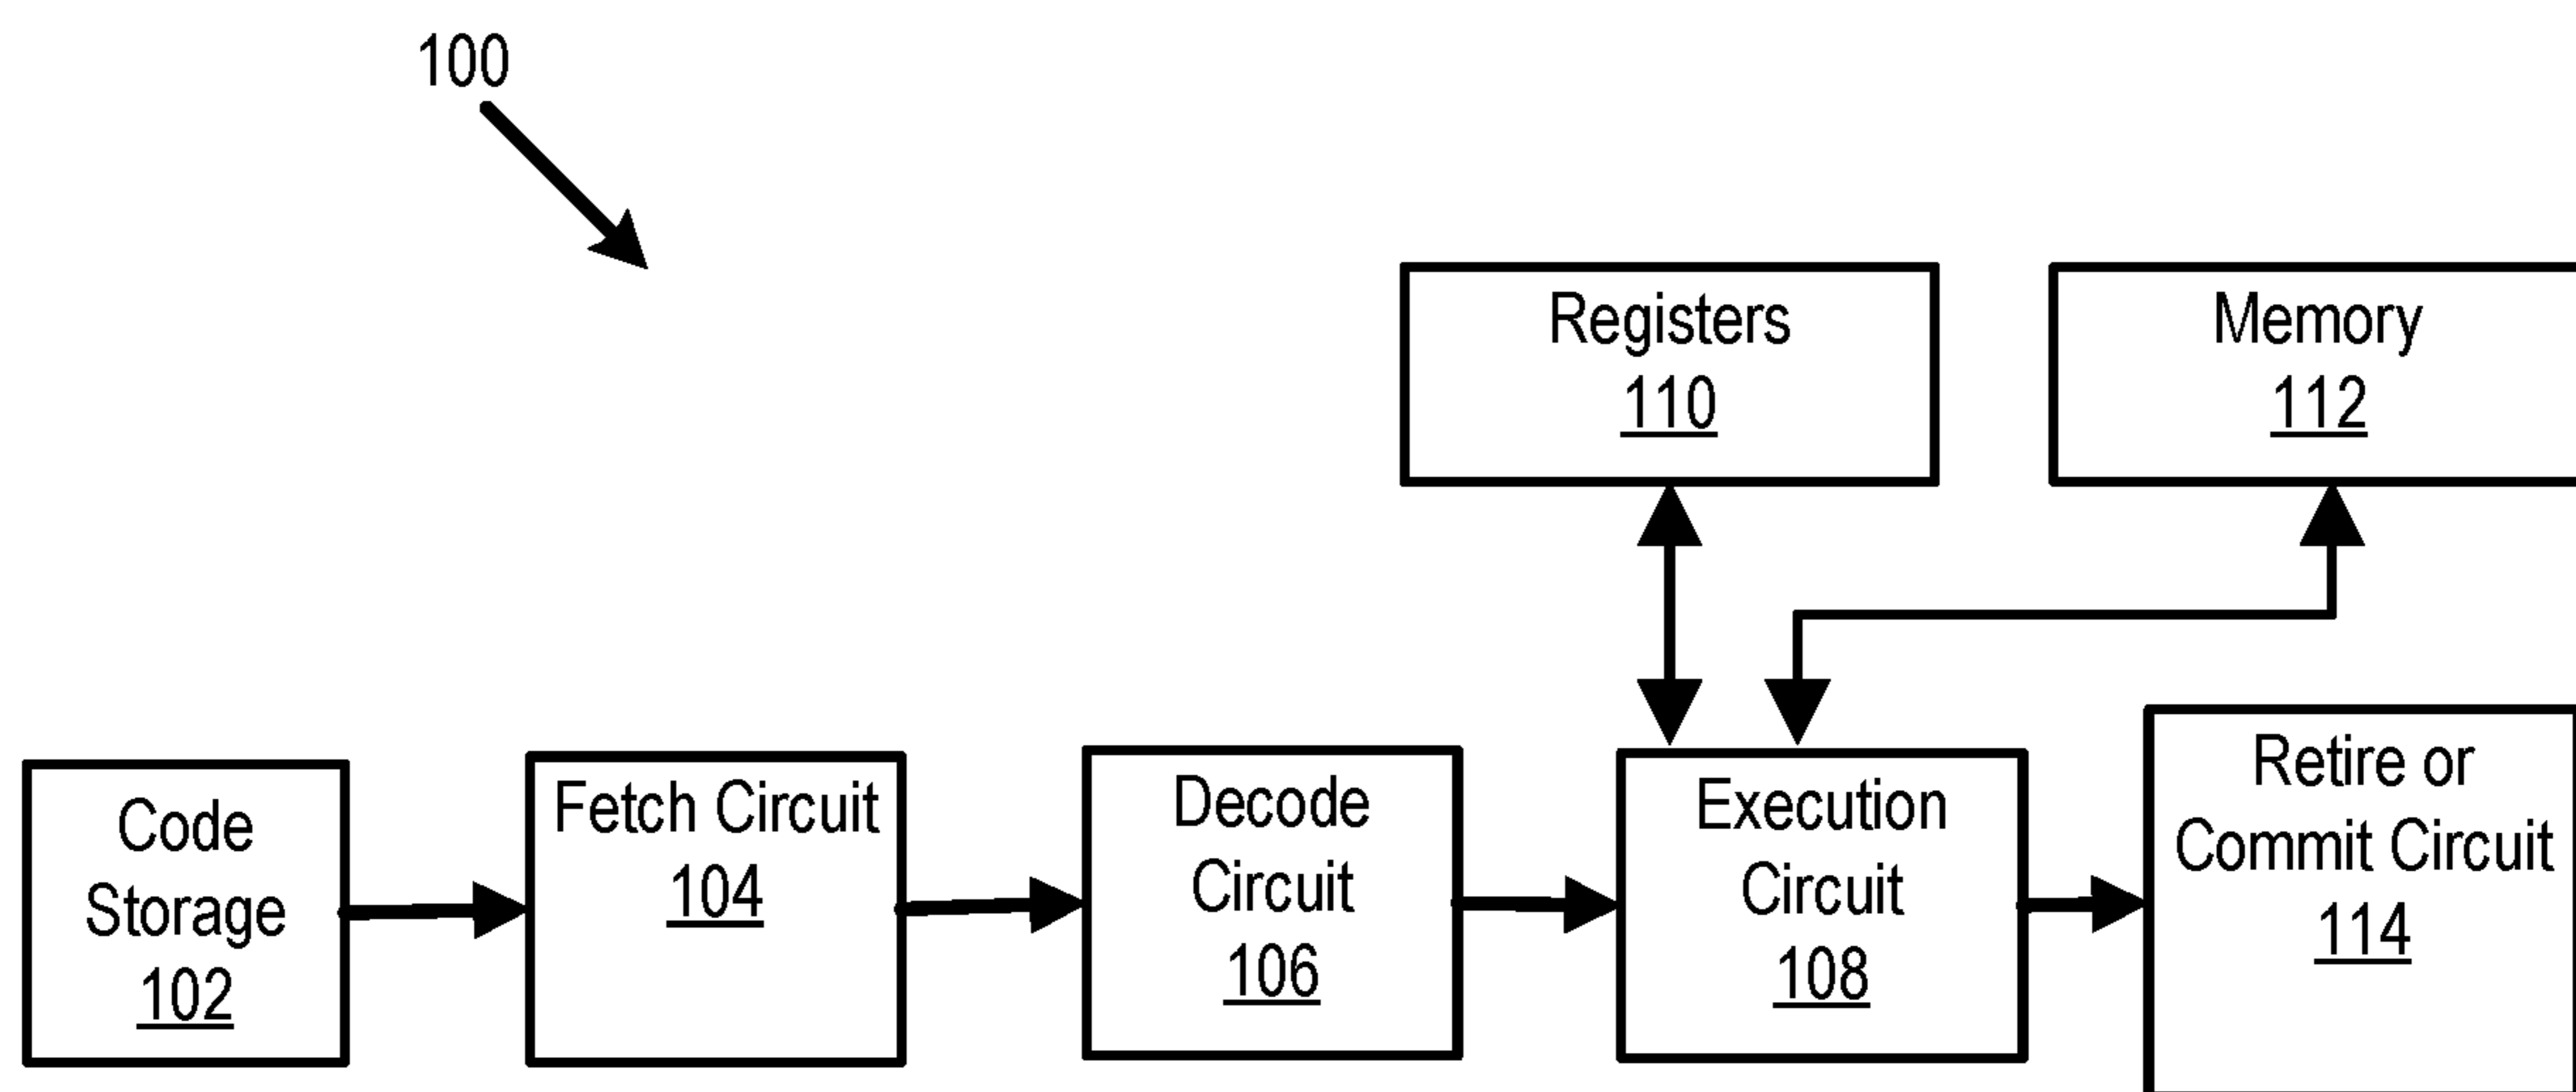 100
Registers
110
Memory
112
Code
Storage
102
Fetch Circuit
104
Decode
Circuit
106
Execution
Circuit
108
Retire or
Commit Circuit
114